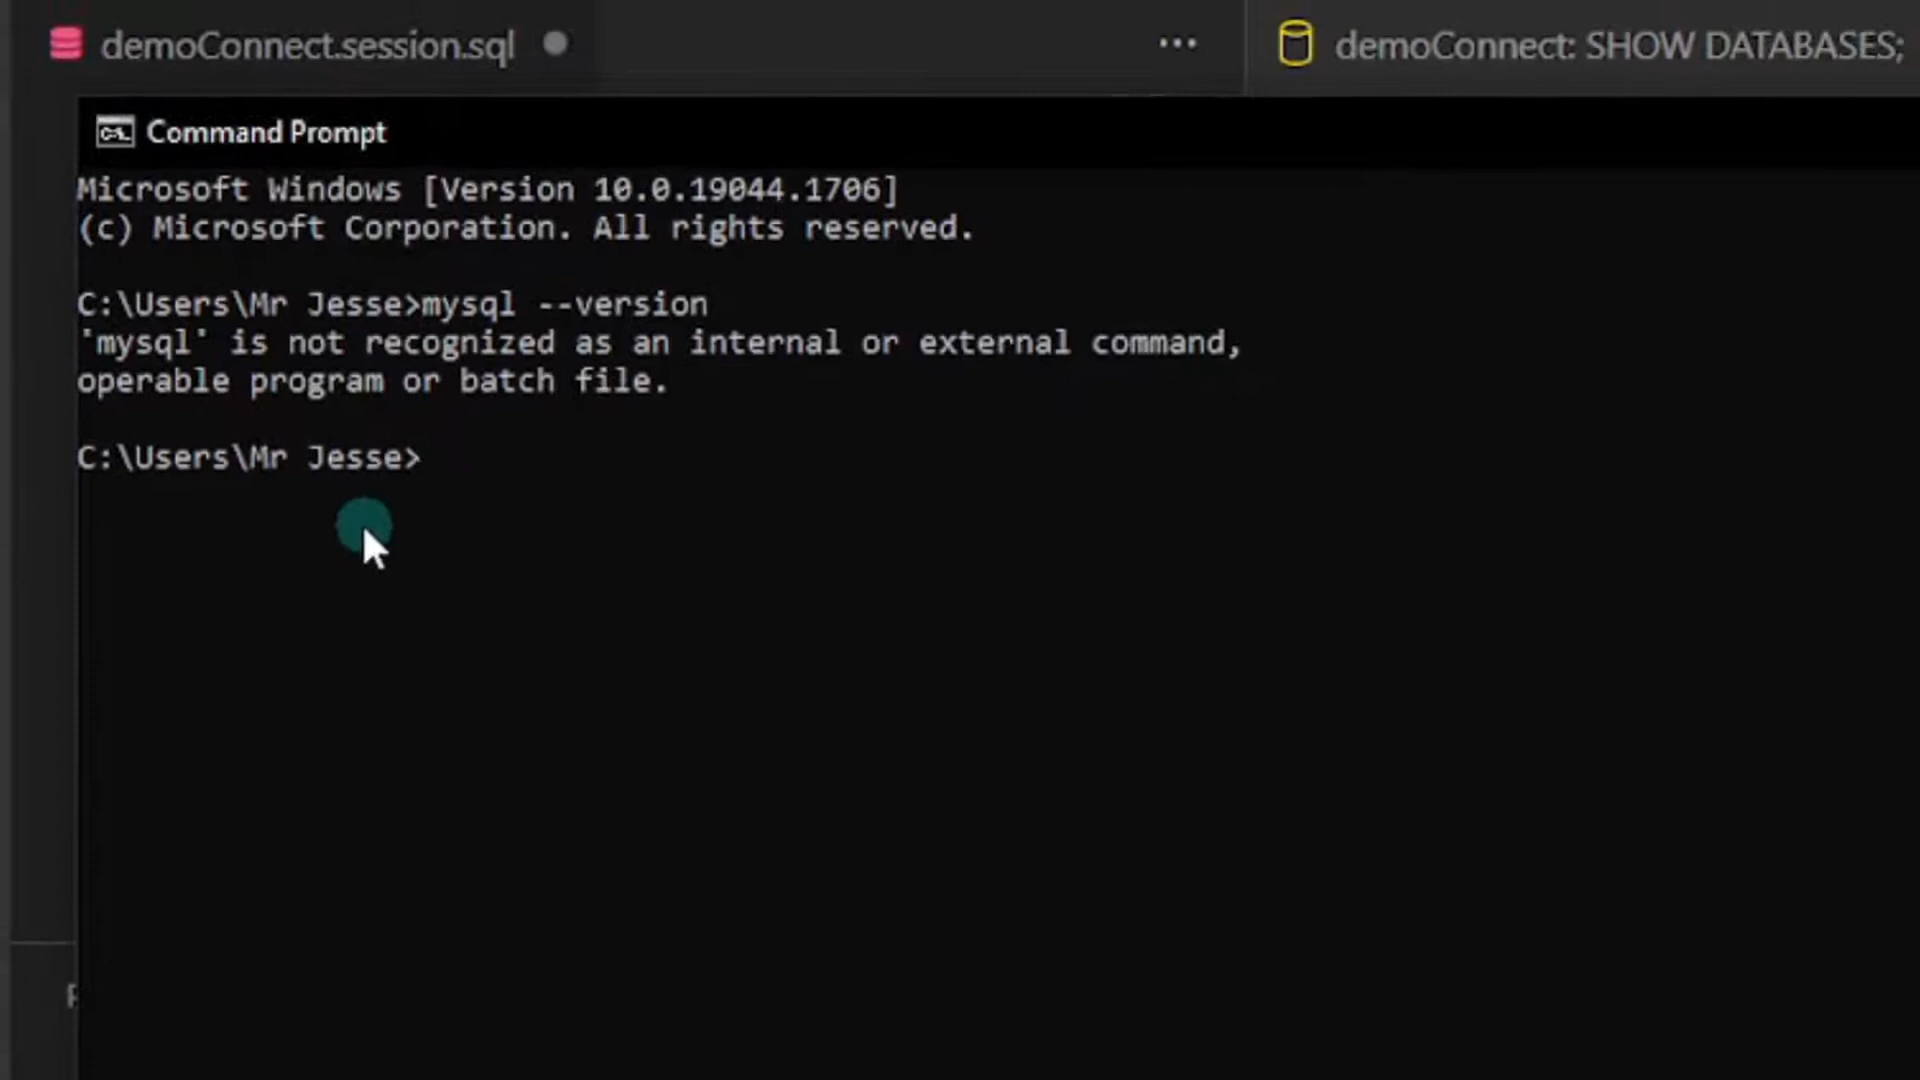 demoConnect.session.sql
demoConnect: SHOW DATABASES;
Command Prompt
Microsoft Windows [Version 10.0.19044.1706]
(c) Microsoft Corporation. All rights reserved.
C:\Users\Mr Jesse>mysql --version
'mysql' is not recognized as an internal or external command,
operable program or batch file.
C:\Users\Mr Jesse>